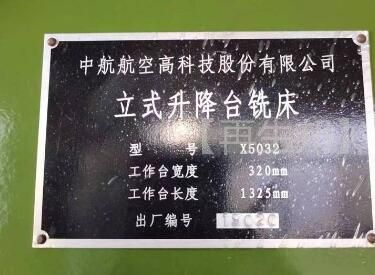 中航航空高科技股份有限公司
立式升降台铣床
型 号 X5032
工作台宽度 320mm
工作台长度 1325mm
出厂编号